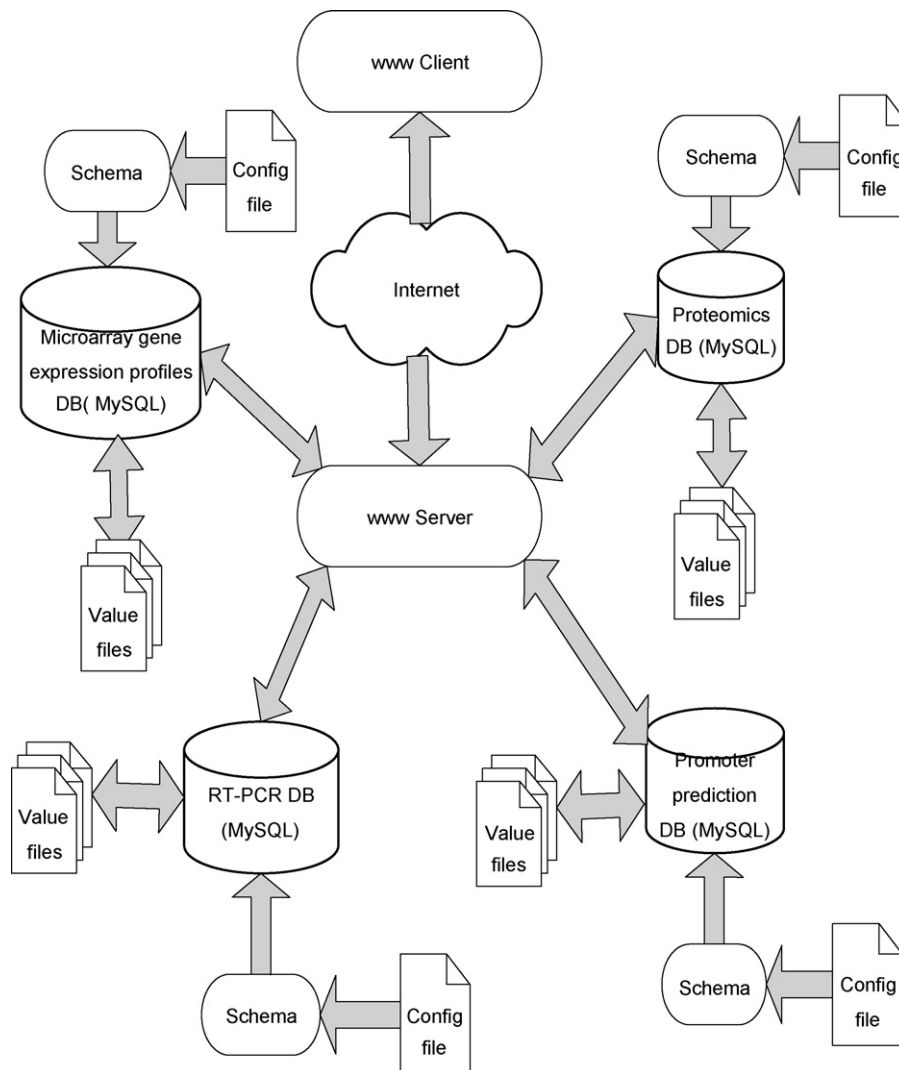 www Client
Schema
Config
file
Schema
Config
file
Internet
Microarray gene
expression profiles
DB( MySQL)
Proteomics
DB (MySQL)
www Server
Value
files
Value
files
RT-PCR DB
(MySQL)
Value
files
Promoter
prediction
DB (MySQL)
Value
files
Schema
Config
file
Schema
Config
file